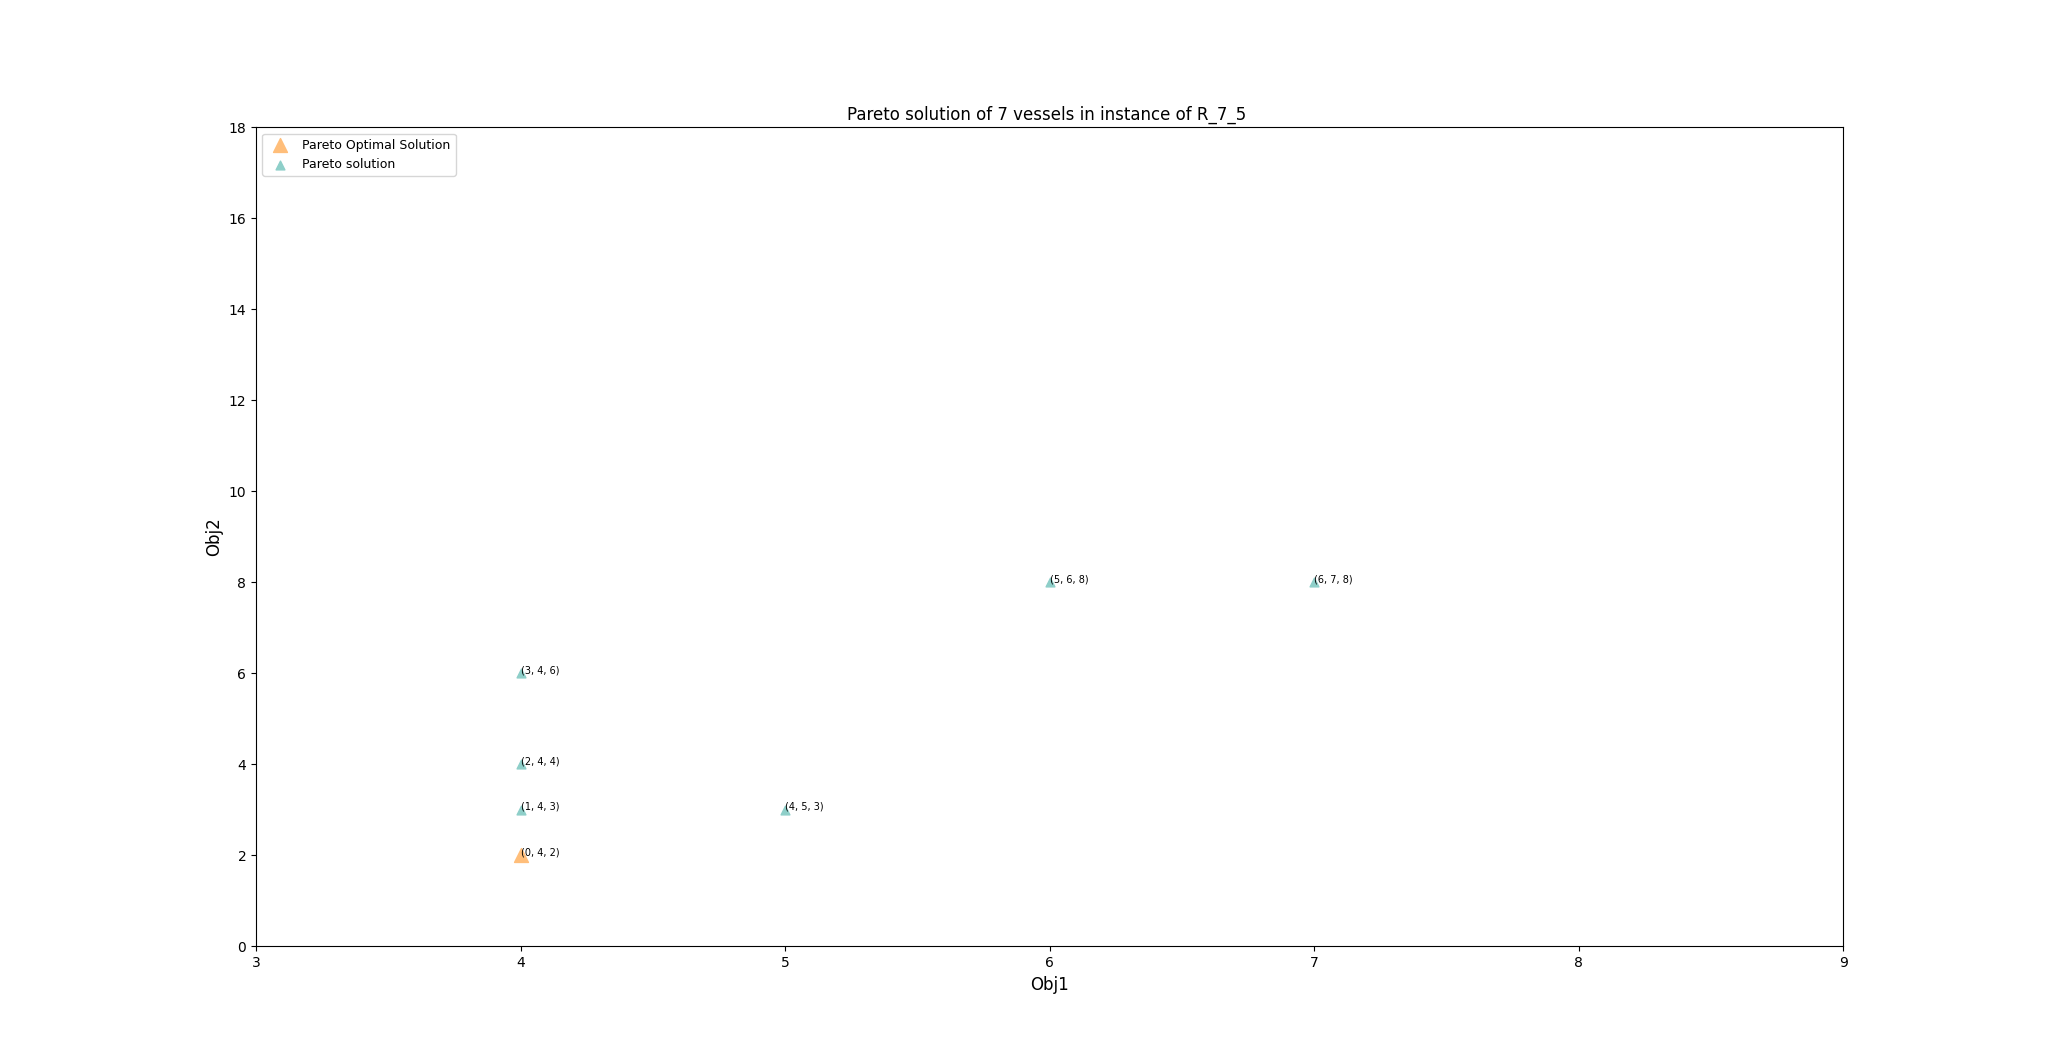 Pareto solution of 7 vessels in instance of R_7_5
Pareto Optimal Solution
Pareto solution
18
16
14
12
10
8
6
4
2
0
Obj2
(5, 6, 8)
(6, 7, 8)
(3, 4, 6)
(2, 4, 4)
(1, 4, 3)
(4, 5, 3)
(0, 4, 2)
3 4 5 6 7 8 9
Obj1